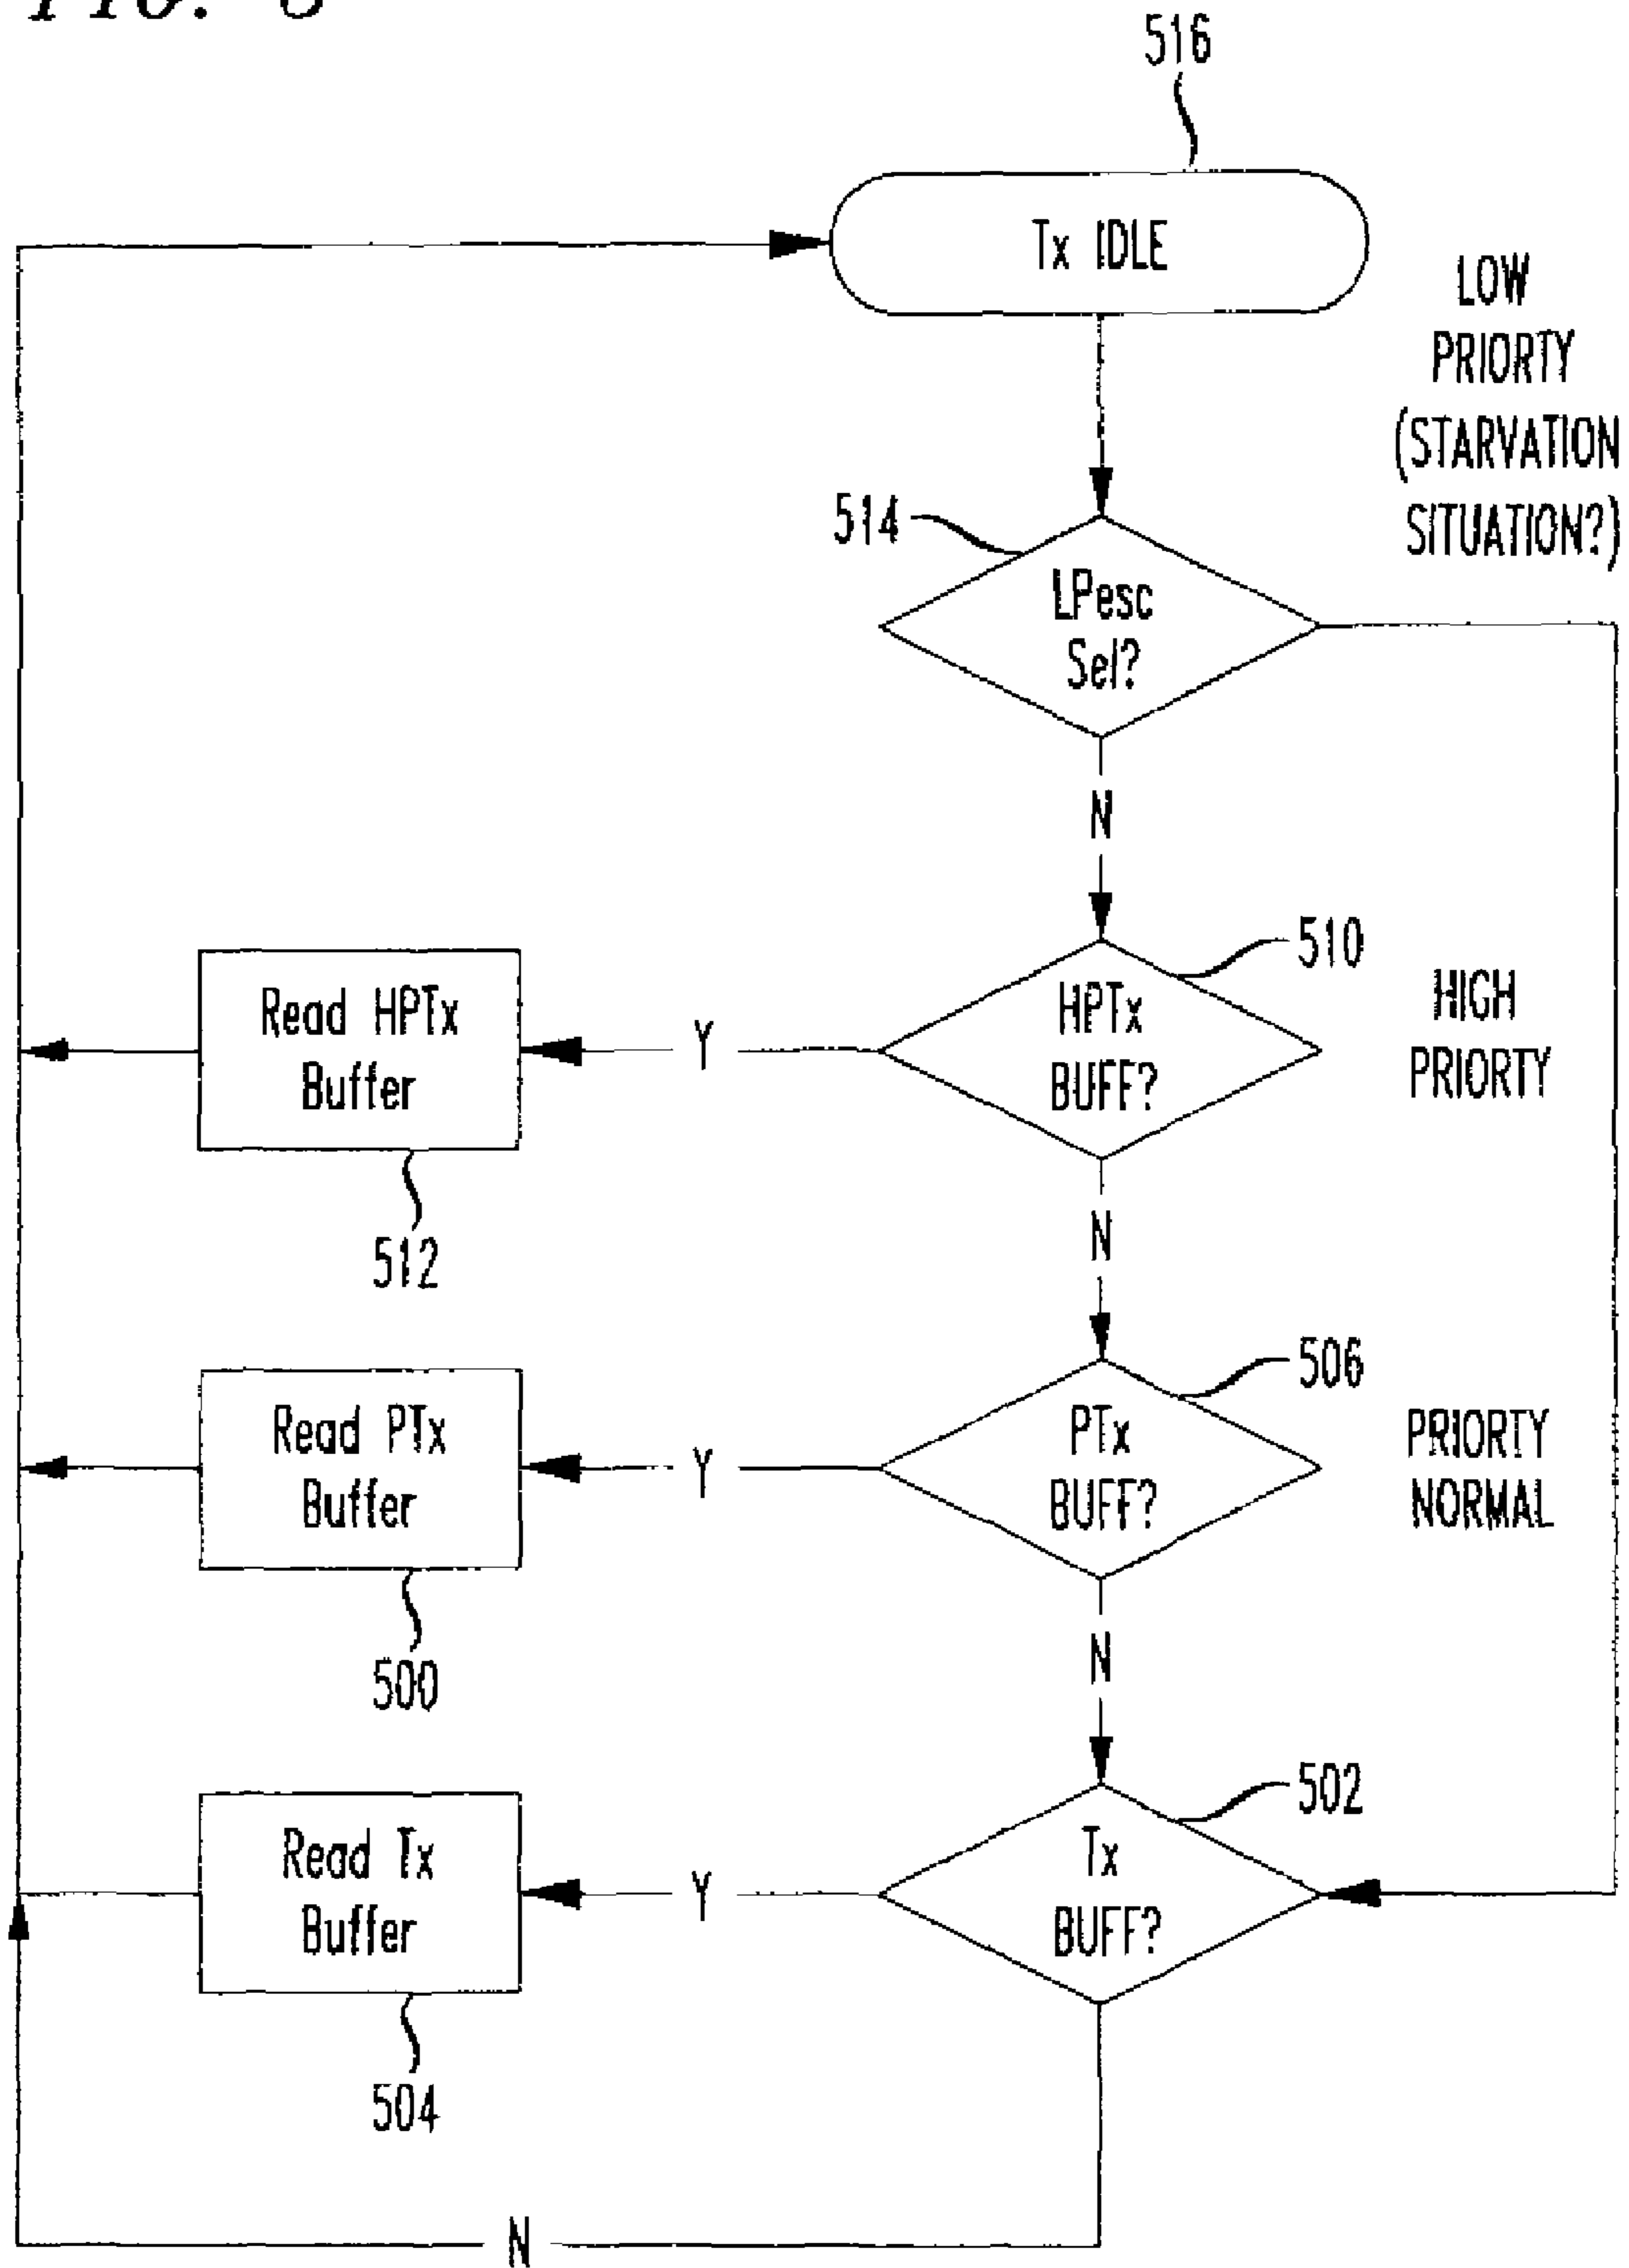 516
Tx IDLE
LOW
PRIORTY
(STARVATION
SITUATION?)
514
LPesc
Sel?
N
510
HPTx
BUFF?
HIGH
PRIORTY
Y
Read HPTx
Buffer
512
N
506
PTx
BUFF?
PRIORTY
NORMAL
Y
Read PTx
Buffer
500
N
502
Tx
BUFF?
Y
Read Tx
Buffer
504
N